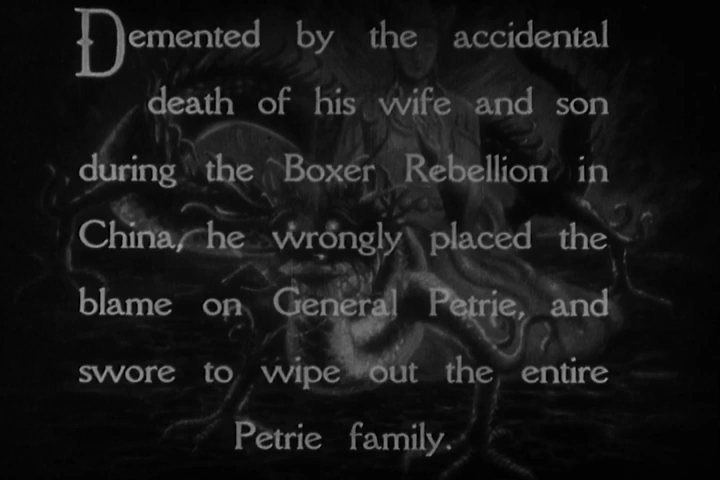 Demented by the accidental
death of his wife and son
during the Boxer Rebellion in
China, he wrongly placed the
blame on General Petrie, and
swore to wipe out the entire
Petrie family.